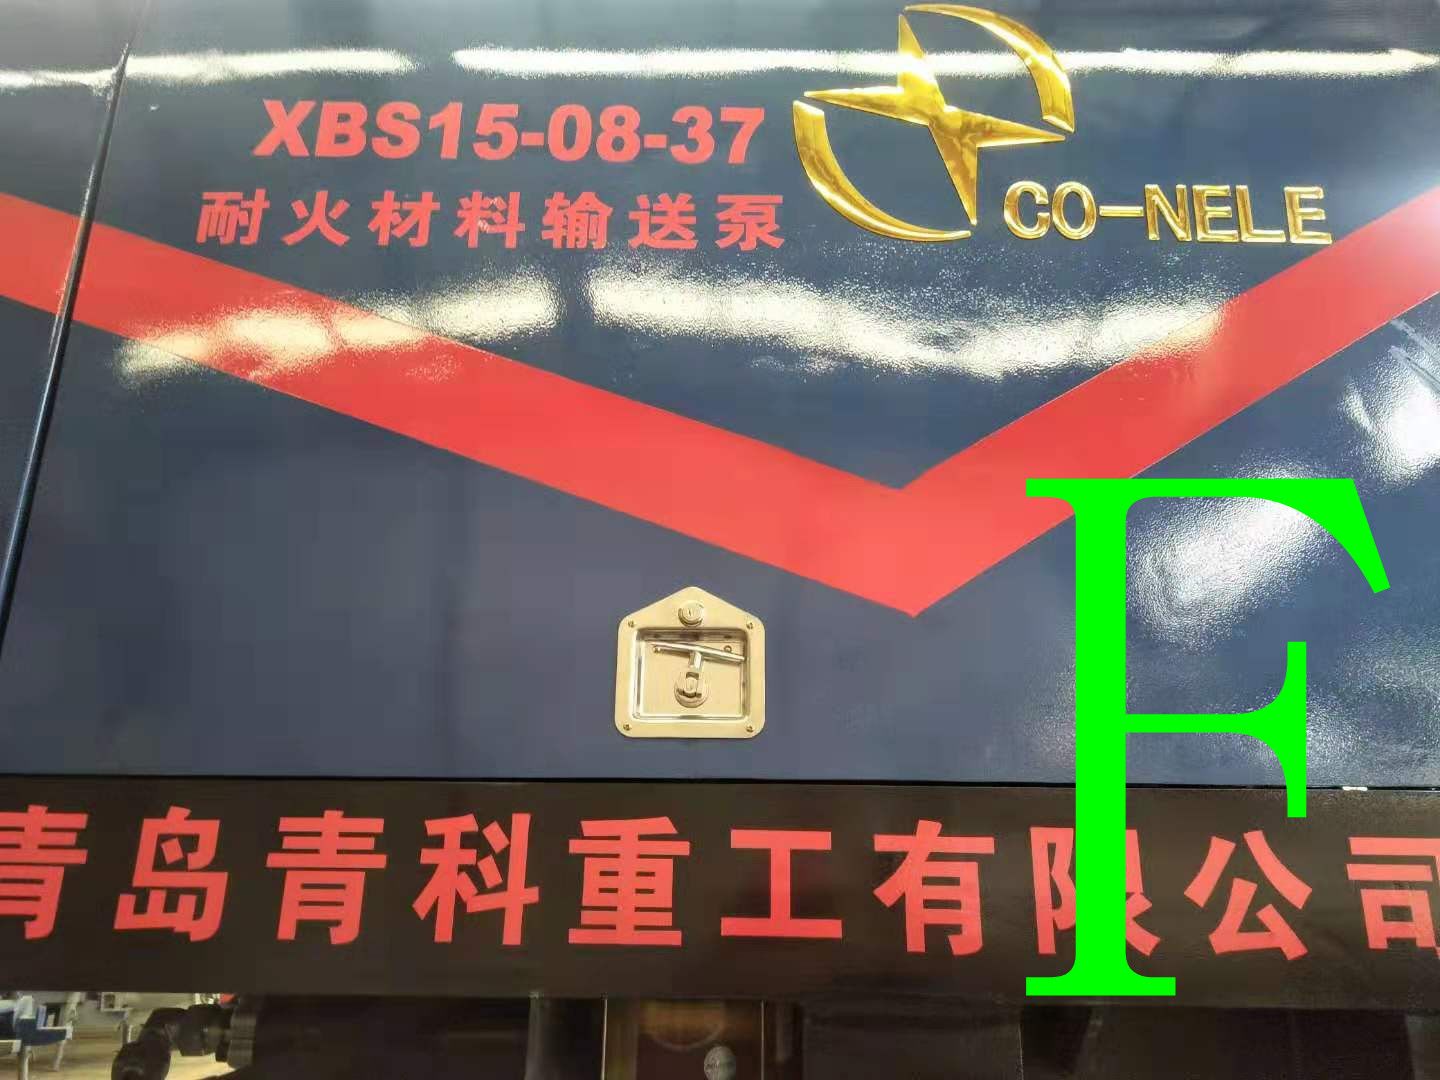 XBS15-08-37
耐火材料输送泵
CO-NELE
F
青岛青科重工有限公司